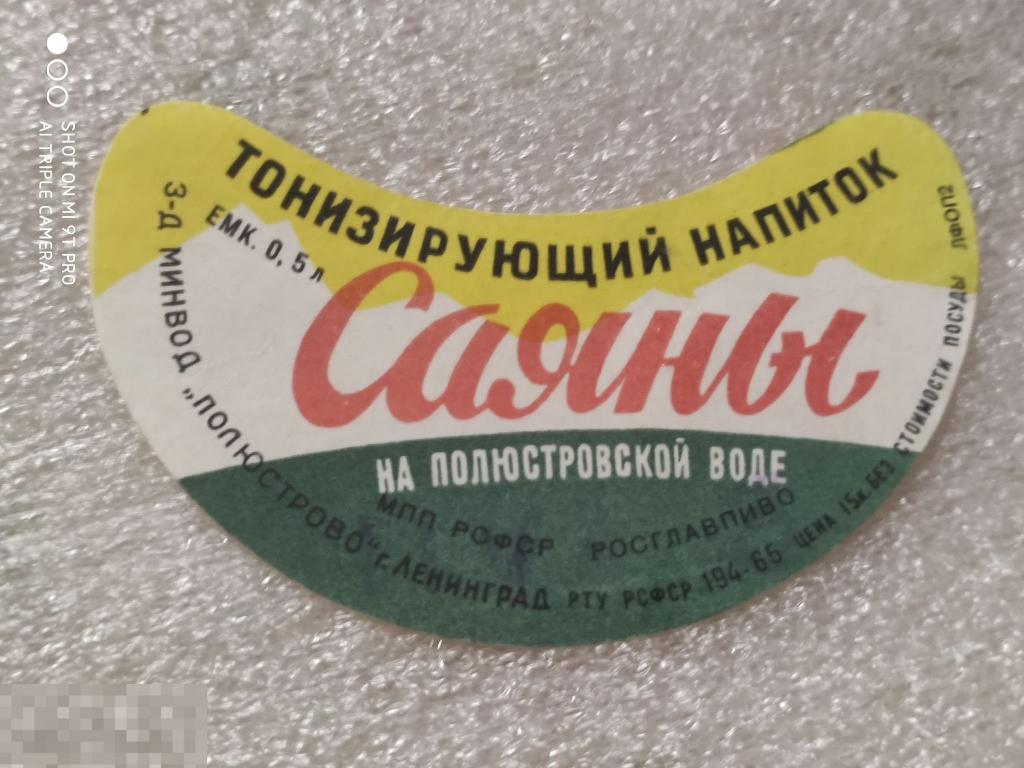 ТОНИЗИРУЮЩИЙ НАПИТОК
ЕМК. 0,5 л
Саяны
НА ПОЛЮСТРОВСКОЙ ВОДЕ
МПП РСФСР РОСГЛАВПИВО
З-Д МИНВОД „ПОЛЮСТРОВО“ г. ЛЕНИНГРАД РТУ РСФСР 194-65 ЦЕНА 15к. БЕЗ СТОИМОСТИ ПОСУДЫ ЛФОП2
SHOT ON MI 9T PRO
AI TRIPLE CAMERA